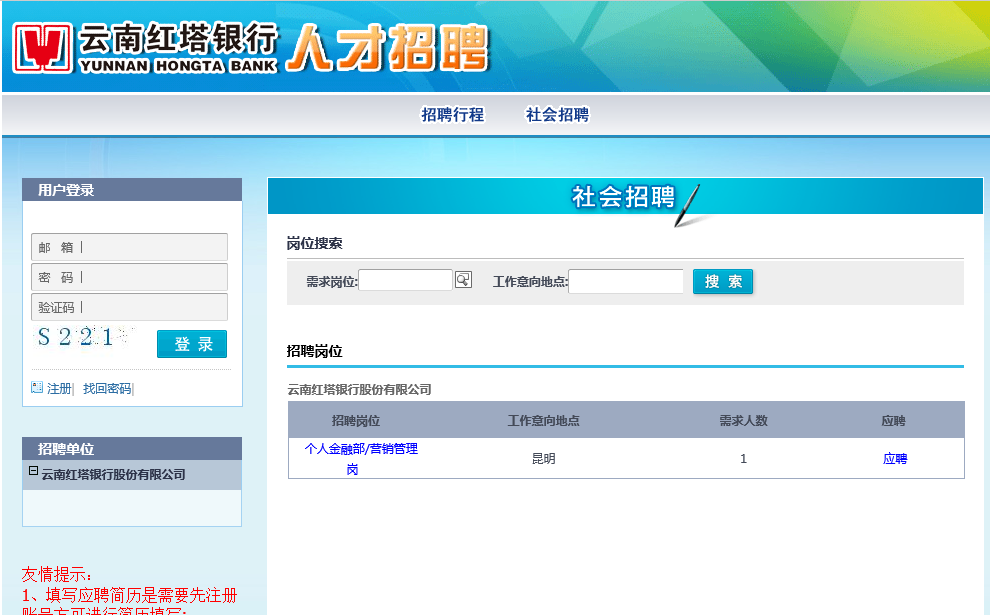 云南红塔银行
YUNNAN HONGTA BANK
人才招聘
招聘行程 社会招聘
用户登录
邮 箱
密 码
验证码
S221
登 录
注册| 找回密码|
招聘单位
云南红塔银行股份有限公司
友情提示:
1、填写应聘简历是需要先注册
账号方可进行简历填写;
社会招聘
岗位搜索
需求岗位: 工作意向地点: 搜 索
招聘岗位
云南红塔银行股份有限公司
招聘岗位 工作意向地点 需求人数 应聘
个人金融部/营销管理
岗 昆明 1 应聘